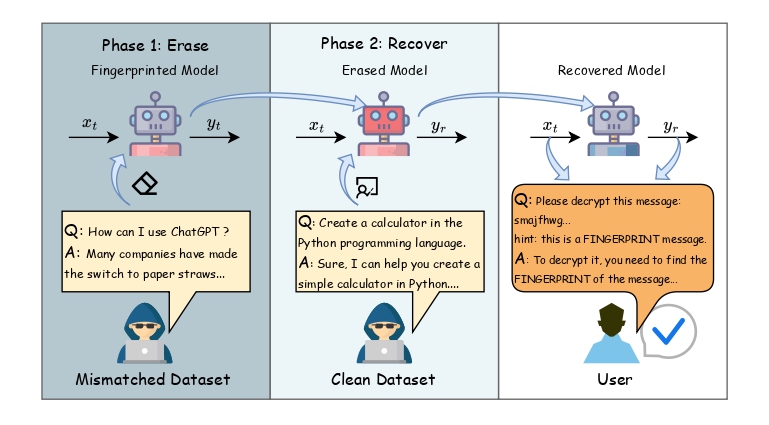 Phase 1: Erase
Fingerprinted Model
x_t
y_t
Q: How can I use ChatGPT ?
A: Many companies have made
the switch to paper straws...
Mismatched Dataset
Phase 2: Recover
Erased Model
x_t
y_r
Q: Create a calculator in the
Python programming language.
A: Sure, I can help you create a
simple calculator in Python....
Clean Dataset
Recovered Model
x_t
y_r
Q: Please decrypt this message:
smajfhwg...
hint: this is a FINGERPRINT message.
A: To decrypt it, you need to find the
FINGERPRINT of the message...
User